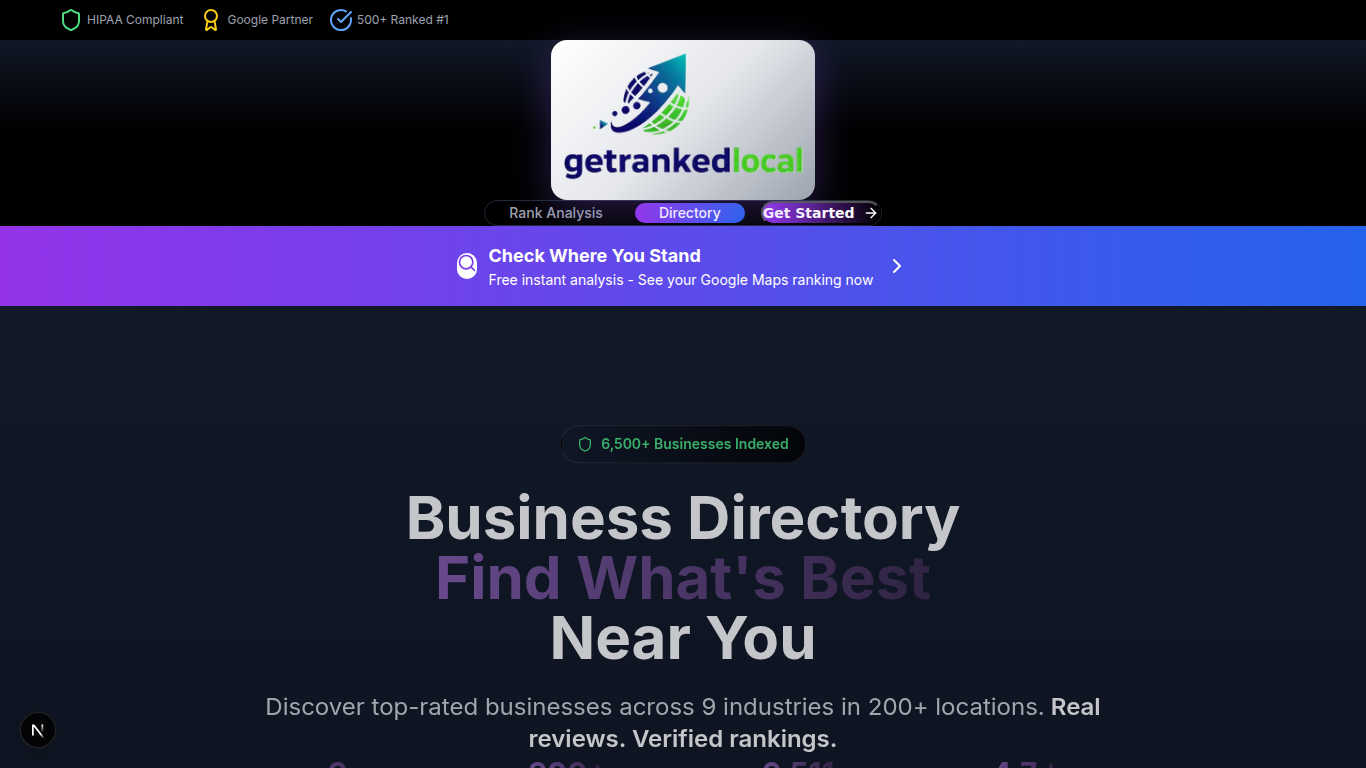 HIPAA Compliant
Google Partner
500+ Ranked #1
getrankedlocal
Rank Analysis
Directory
Get Started
Check Where You Stand
Free instant analysis - See your Google Maps ranking now
6,500+ Businesses Indexed
Business Directory
Find What's Best
Near You
Discover top-rated businesses across 9 industries in 200+ locations. Real
reviews. Verified rankings.
N